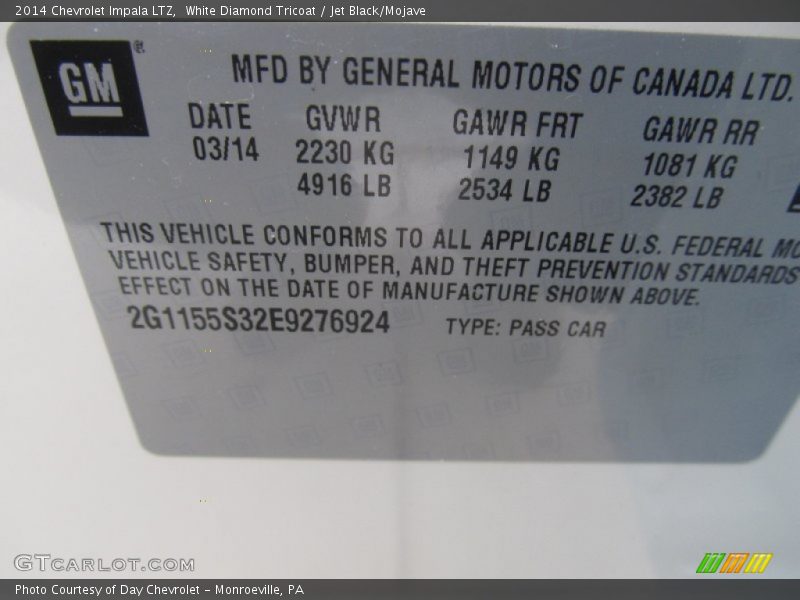 2014 Chevrolet Impala LTZ,  White Diamond Tricoat / Jet Black/Mojave
GM
MFD BY GENERAL MOTORS OF CANADA LTD.
DATE GVWR GAWR FRT GAWR RR
03/14 2230 KG 1149 KG 1081 KG
4916 LB 2534 LB 2382 LB
THIS VEHICLE CONFORMS TO ALL APPLICABLE U.S. FEDERAL MO
VEHICLE SAFETY, BUMPER, AND THEFT PREVENTION STANDARDS
EFFECT ON THE DATE OF MANUFACTURE SHOWN ABOVE.
2G1155S32E9276924 TYPE: PASS CAR
GTCARLOT.COM
Photo Courtesy of Day Chevrolet - Monroeville, PA